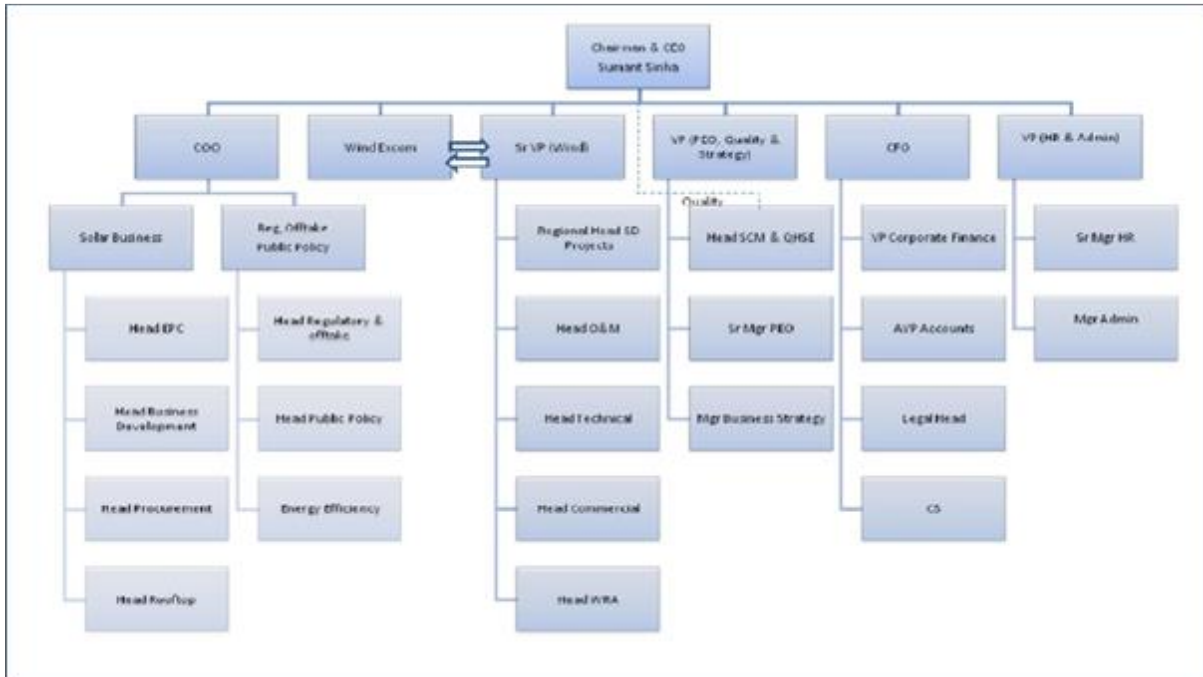 Chairman & CEO
Sumant Sinha
COO
Wind Excom
Sr VP (Wind)
VP (PEO, Quality &
Strategy)
CFO
VP (HR & Admin)
Quality
Solar Business
Reg, Offtake
Public Policy
Regional Head SD
Projects
Head SCM & QHSE
VP Corporate Finance
Sr Mgr HR
Head EPC
Head Regulatory &
offtake
Head O&M
Sr Mgr PEO
AVP Accounts
Mgr Admin
Head Business
Development
Head Public Policy
Head Technical
Mgr Business Strategy
Legal Head
Head Procurement
Energy Efficiency
Head Commercial
CS
Head Rooftop
Head WRA